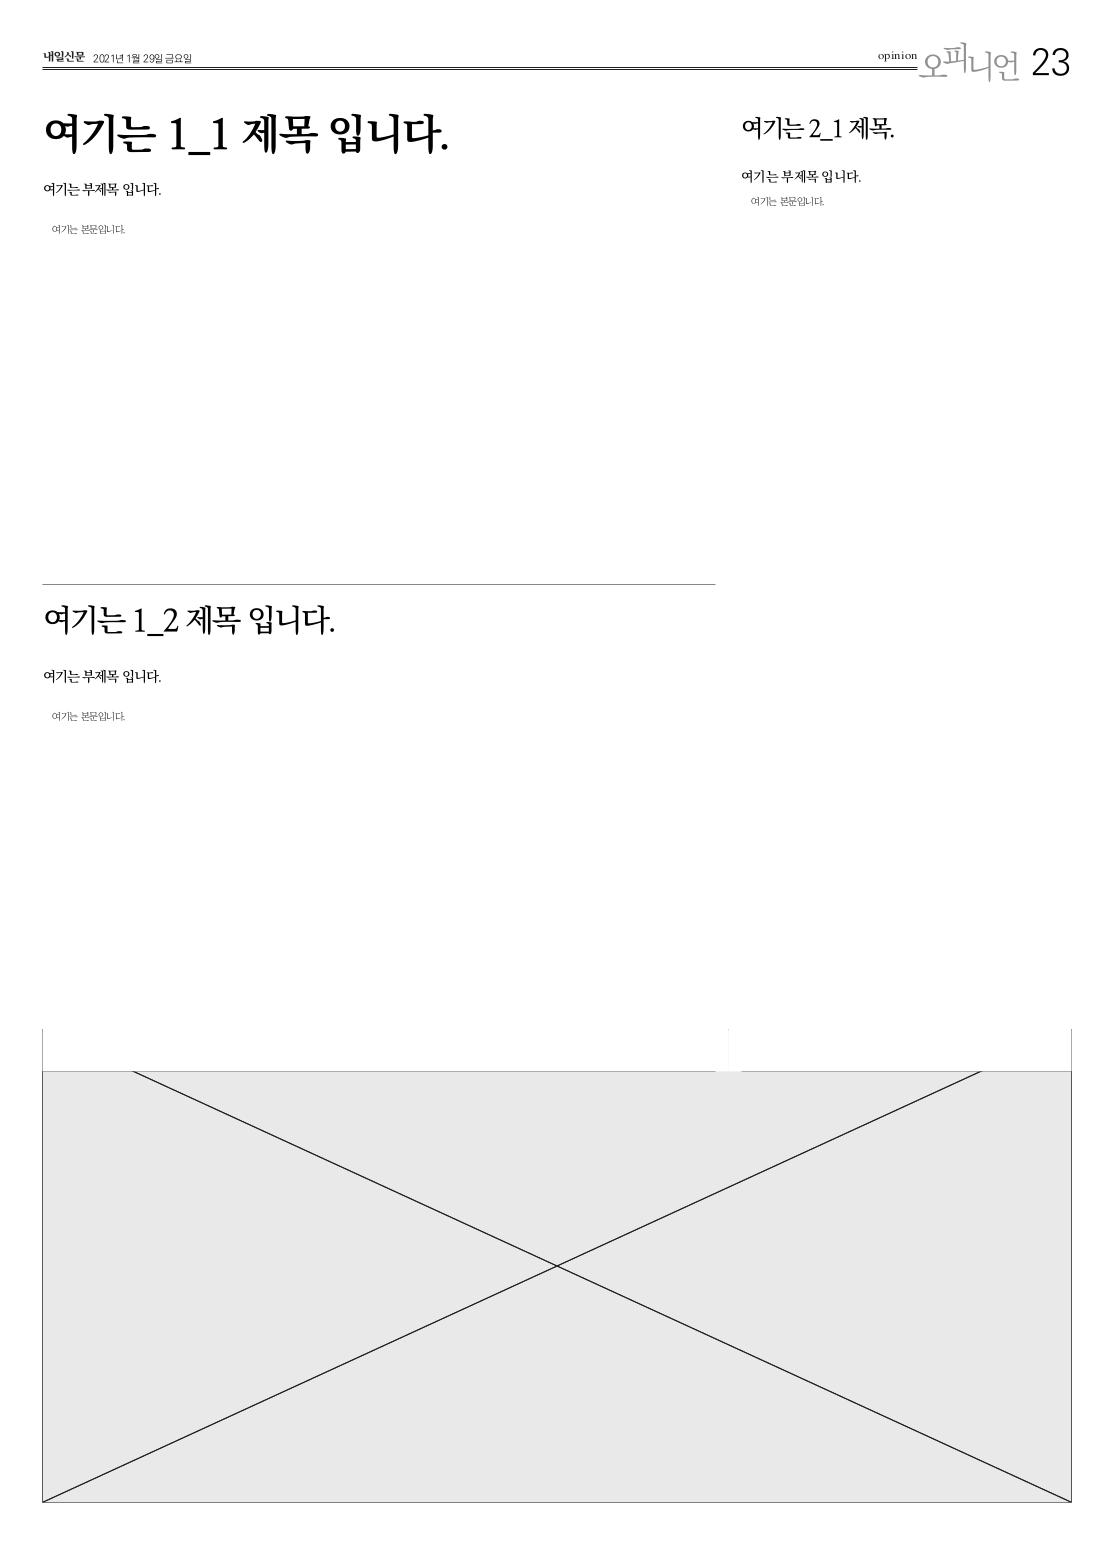 내일신문 2021년 1월 29일 금요일
opinion 오피니언 23
여기는 1_1 제목 입니다.
여기는 부제목 입니다.
여기는 본문입니다.
여기는 1_2 제목 입니다.
여기는 부제목 입니다.
여기는 본문입니다.
여기는 2_1 제목.
여기는 부제목 입니다.
여기는 본문입니다.